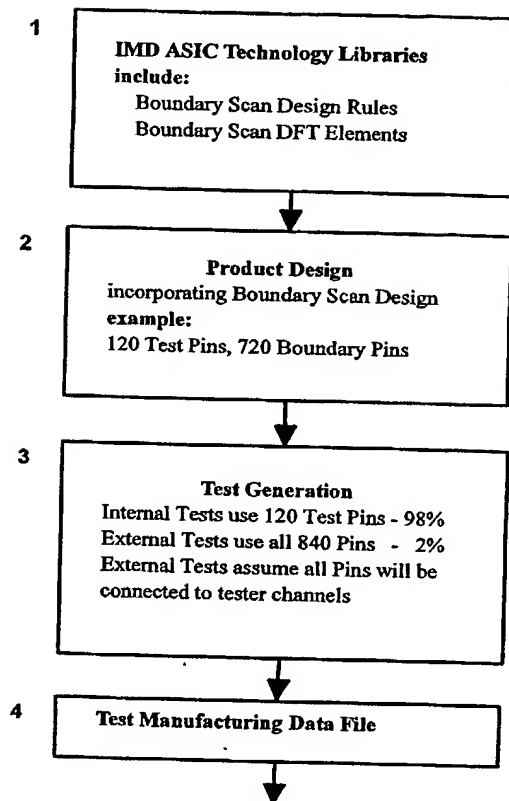 1
IMD ASIC Technology Libraries
include:
Boundary Scan Design Rules
Boundary Scan DFT Elements
2
Product Design
incorporating Boundary Scan Design
example:
120 Test Pins, 720 Boundary Pins
3
Test Generation
Internal Tests use 120 Test Pins - 98%
External Tests use all 840 Pins - 2%
External Tests assume all Pins will be
connected to tester channels
4
Test Manufacturing Data File